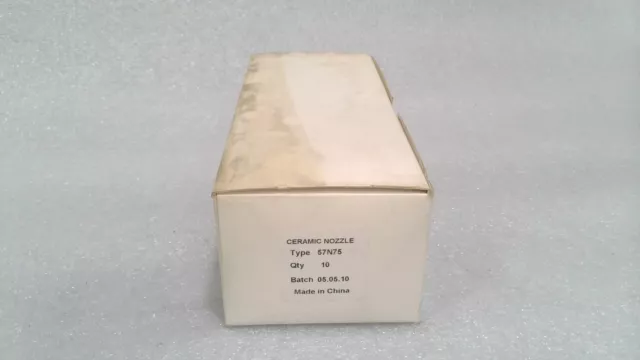 CERAMIC NOZZLE
Type 57N75
Qty 10
Batch 05.05.10
Made in China